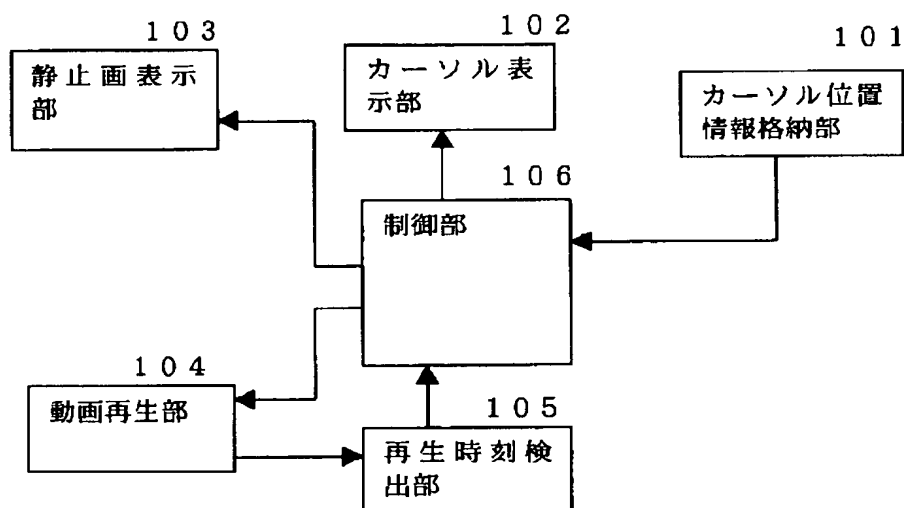 103
静止画表示
部
102
カーソル表
示部
101
カーソル位置
情報格納部
106
制御部
104
動画再生部
105
再生時刻検
出部